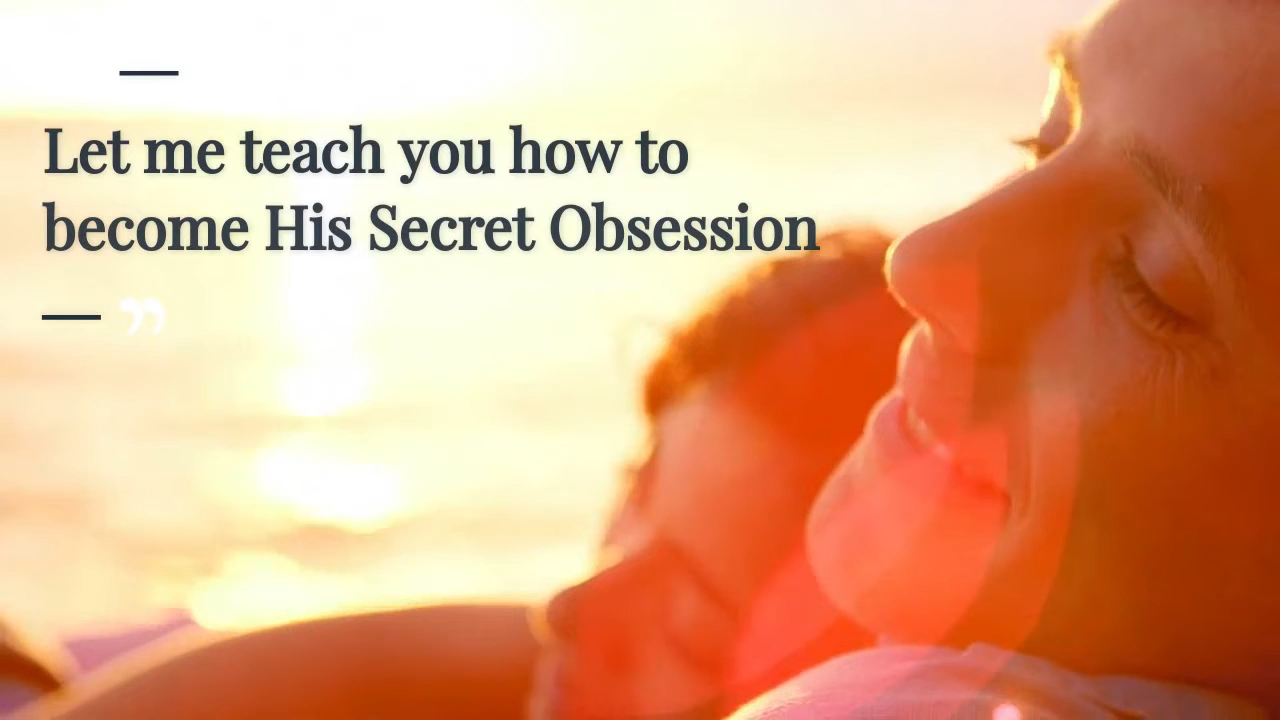 —
Let me teach you how to
become His Secret Obsession
— ”